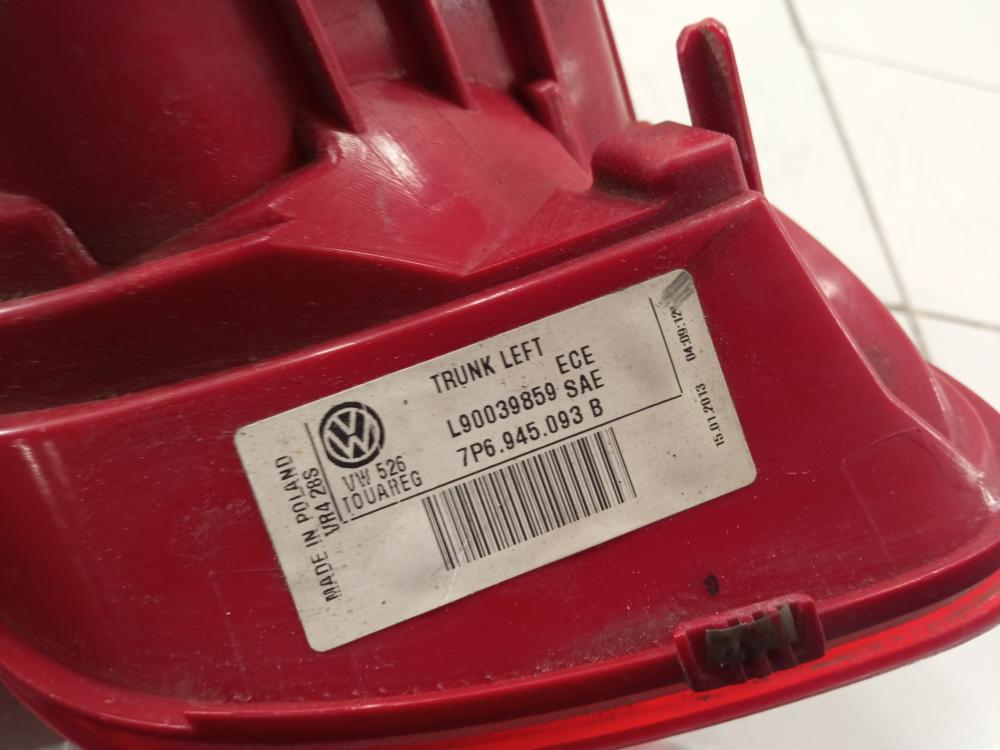 TRUNK LEFT
ECE
L90039859 SAE
7P6.945.093 B
VW 526
TOUAREG
MADE IN POLAND
VR4 28S
15.01.2013 04:09:12